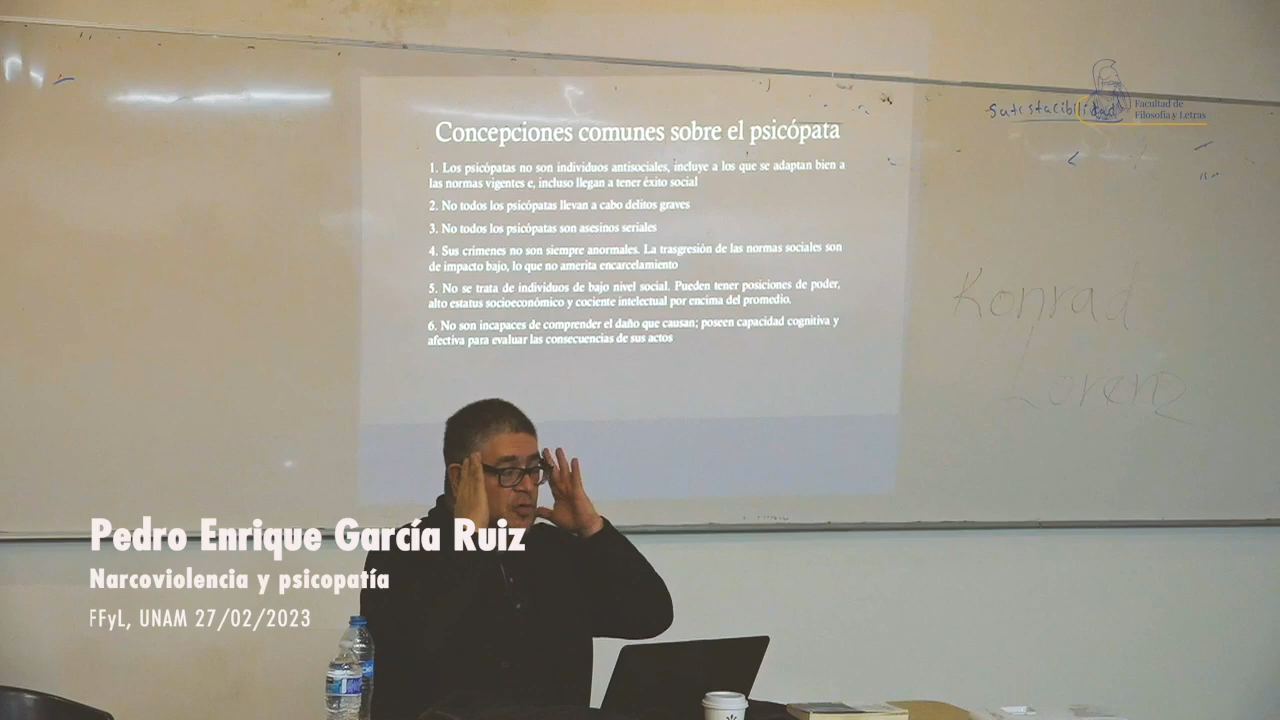 Concepciones comunes sobre el psicópata
1. Los psicópatas no son individuos antisociales, incluye a los que se adaptan bien a
las normas vigentes e, incluso llegan a tener éxito social
2. No todos los psicópatas llevan a cabo delitos graves
3. No todos los psicópatas son asesinos seriales
4. Sus crímenes no son siempre anormales. La trasgresión de las normas sociales son
de impacto bajo, lo que no amerita encarcelamiento
5. No se trata de individuos de bajo nivel social. Pueden tener posiciones de poder,
alto estatus socioeconómico y cociente intelectual por encima del promedio.
6. No son incapaces de comprender el daño que causan; poseen capacidad cognitiva y
afectiva para evaluar las consecuencias de sus actos
Facultad de
Filosofía y Letras
Konrad
Lorenz
Pedro Enrique García Ruiz
Narcoviolencia y psicopatía
FFyL, UNAM 27/02/2023